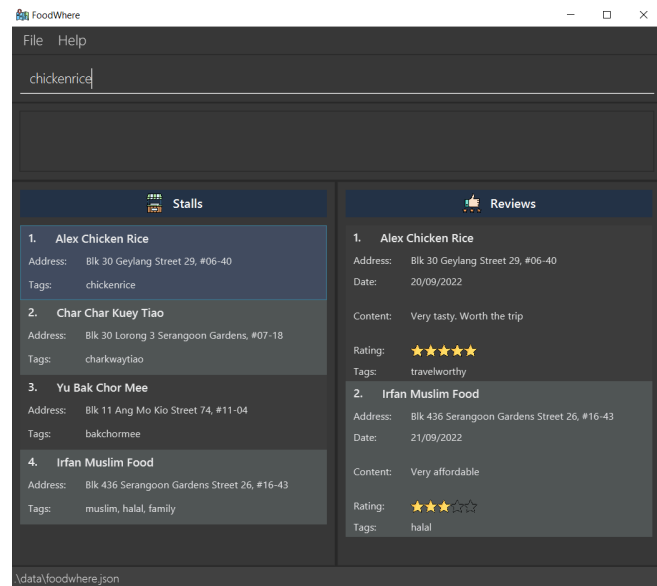 FoodWhere
File Help
chickenrice
Stalls
1. Alex Chicken Rice
Address: Blk 30 Geylang Street 29, #06-40
Tags: chickenrice
2. Char Char Kuey Tiao
Address: Blk 30 Lorong 3 Serangoon Gardens, #07-18
Tags: charkwaytiao
3. Yu Bak Chor Mee
Address: Blk 11 Ang Mo Kio Street 74, #11-04
Tags: bakchormee
4. Irfan Muslim Food
Address: Blk 436 Serangoon Gardens Street 26, #16-43
Tags: muslim, halal, family
Reviews
1. Alex Chicken Rice
Address: Blk 30 Geylang Street 29, #06-40
Date: 20/09/2022
Content: Very tasty. Worth the trip
Rating:
Tags: travelworthy
2. Irfan Muslim Food
Address: Blk 436 Serangoon Gardens Street 26, #16-43
Date: 21/09/2022
Content: Very affordable
Rating:
Tags: halal
.\data\foodwhere.json